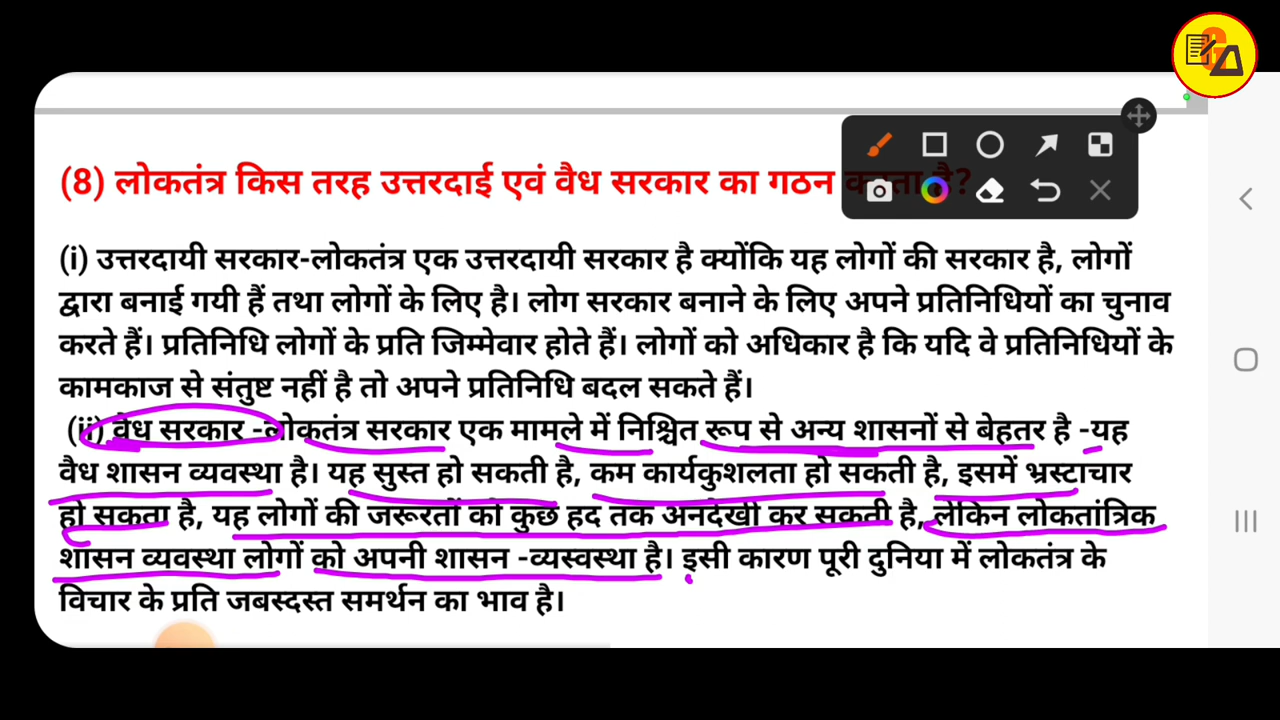 (8) लोकतंत्र किस तरह उत्तरदाई एवं वैध सरकार का गठन करता है?
(i) उत्तरदायी सरकार-लोकतंत्र एक उत्तरदायी सरकार है क्योंकि यह लोगों की सरकार है, लोगों
द्वारा बनाई गयी हैं तथा लोगों के लिए है। लोग सरकार बनाने के लिए अपने प्रतिनिधियों का चुनाव
करते हैं। प्रतिनिधि लोगों के प्रति जिम्मेवार होते हैं। लोगों को अधिकार है कि यदि वे प्रतिनिधियों के
कामकाज से संतुष्ट नहीं है तो अपने प्रतिनिधि बदल सकते हैं।
(ii) वैध सरकार -लोकतंत्र सरकार एक मामले में निश्चित रूप से अन्य शासनों से बेहतर है -यह
वैध शासन व्यवस्था है। यह सुस्त हो सकती है, कम कार्यकुशलता हो सकती है, इसमें भ्रस्टाचार
हो सकता है, यह लोगों की जरूरतों को कुछ हद तक अनदेखी कर सकती है, लेकिन लोकतांत्रिक
शासन व्यवस्था लोगों को अपनी शासन -व्यस्वस्था है। इसी कारण पूरी दुनिया में लोकतंत्र के
विचार के प्रति जबस्दस्त समर्थन का भाव है।